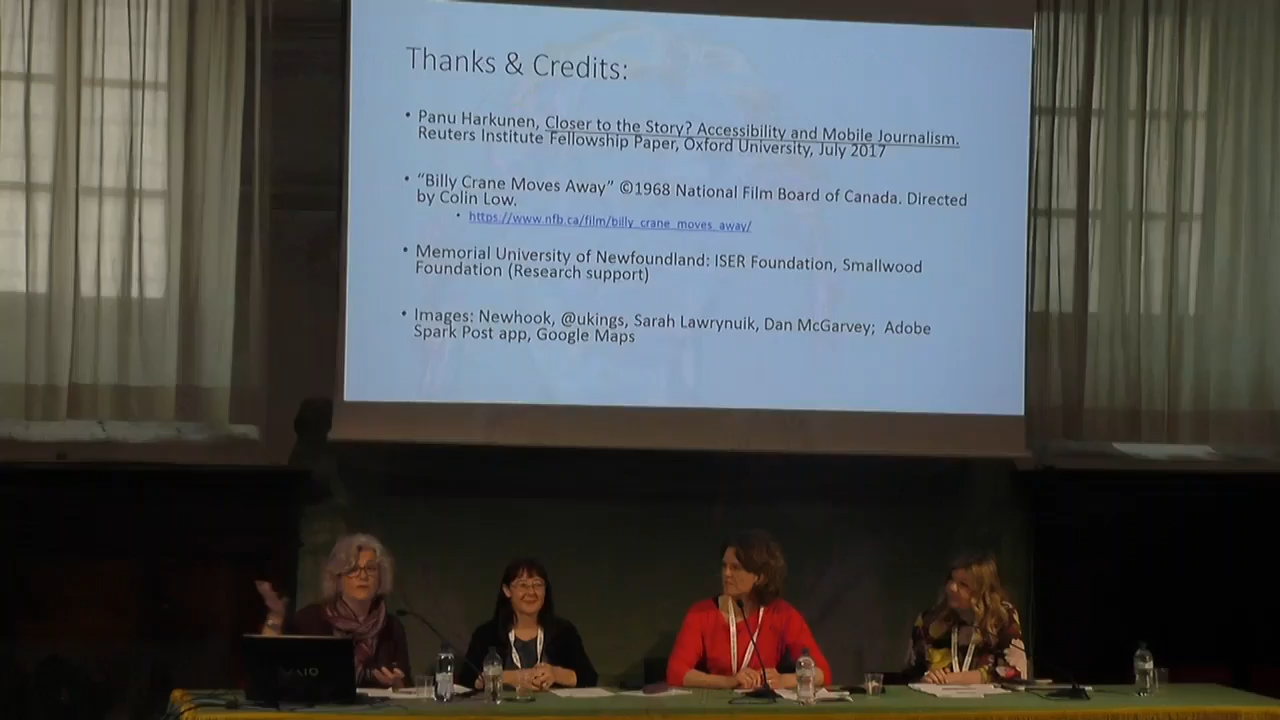 Thanks & Credits:
• Panu Harkunen, Closer to the Story? Accessibility and Mobile Journalism.
Reuters Institute Fellowship Paper, Oxford University, July 2017
• “Billy Crane Moves Away” ©1968 National Film Board of Canada. Directed
by Colin Low.
• https://www.nfb.ca/film/billy_crane_moves_away/
• Memorial University of Newfoundland: ISER Foundation, Smallwood
Foundation (Research support)
• Images: Newhook, @ukings, Sarah Lawrynuik, Dan McGarvey; Adobe
Spark Post app, Google Maps
VAIO